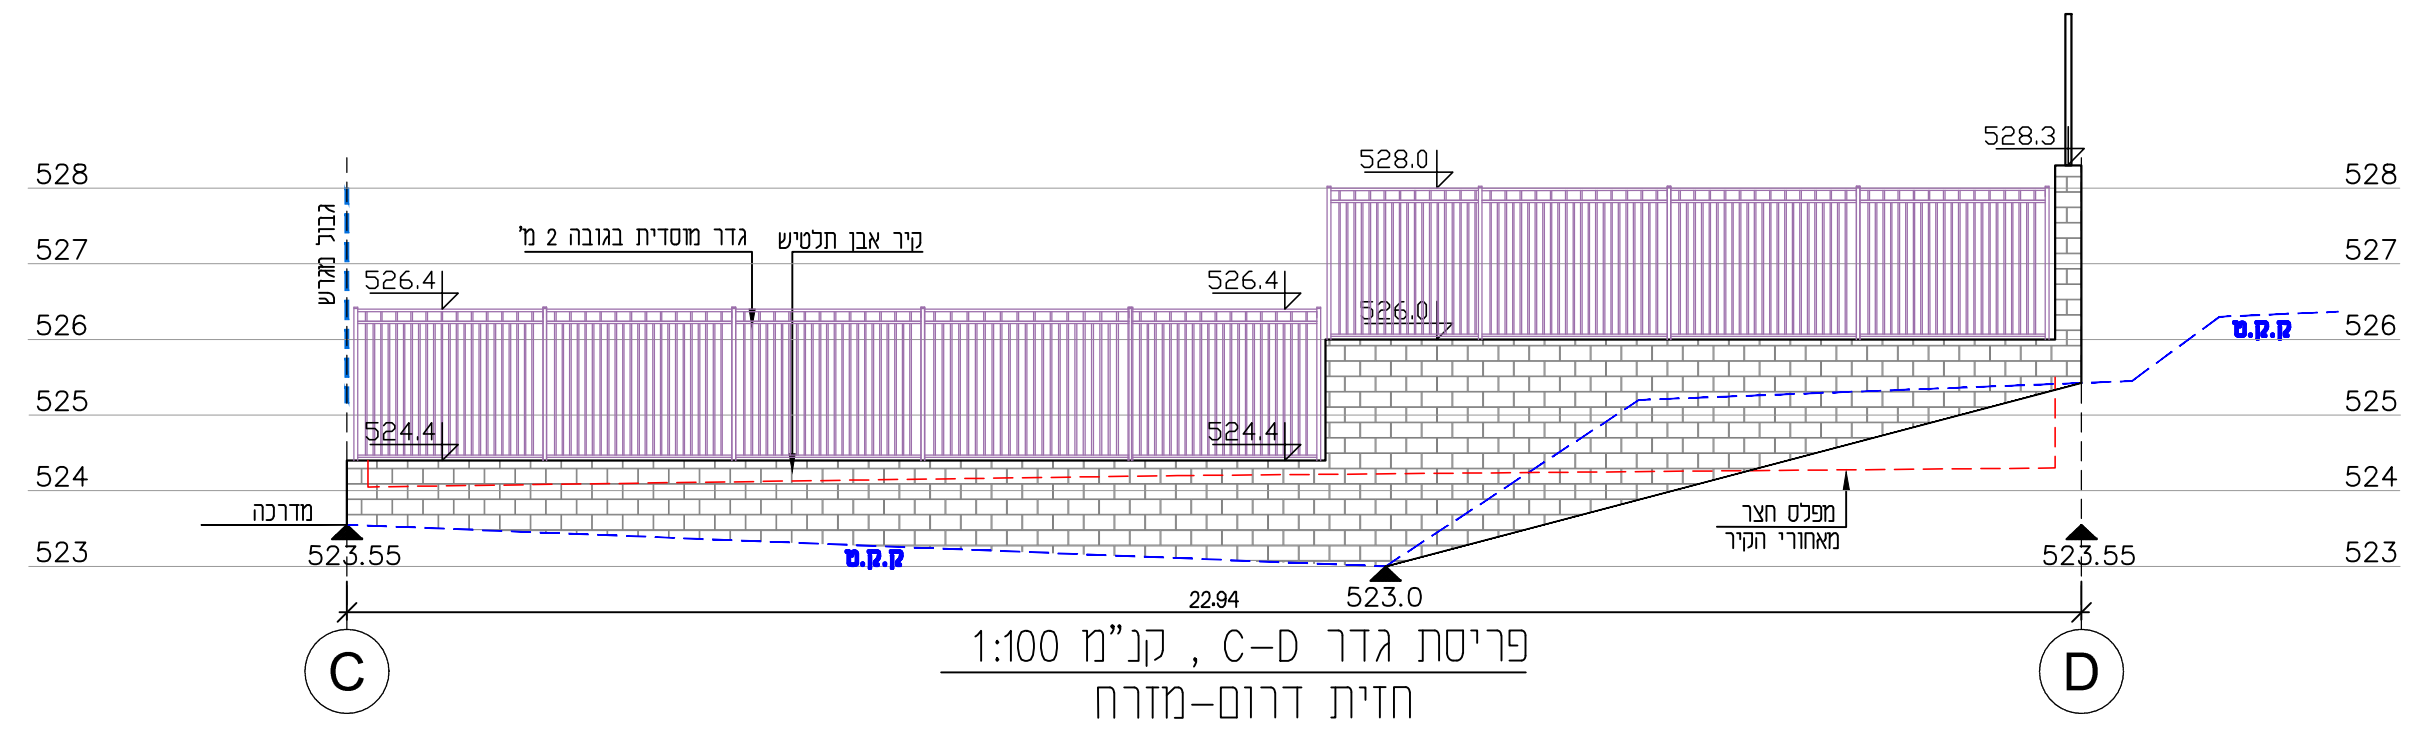 528.3
528.0
528
528
גבול מגרש
גדר מוסדית בגובה 2 מ'
קיר אבן תלטיש
527
527
526.4
526.4
526.0
526
ק.ק.מ
526
525
525
524.4
524.4
524
524
מדרכה
מפלס חצר
מאחורי הקיר
523
523.55
ק.ק.מ
523.55
523
523.0
22.94
C
D
פריסת גדר C-D , קנ"מ 1:100
חזית דרום-מזרח